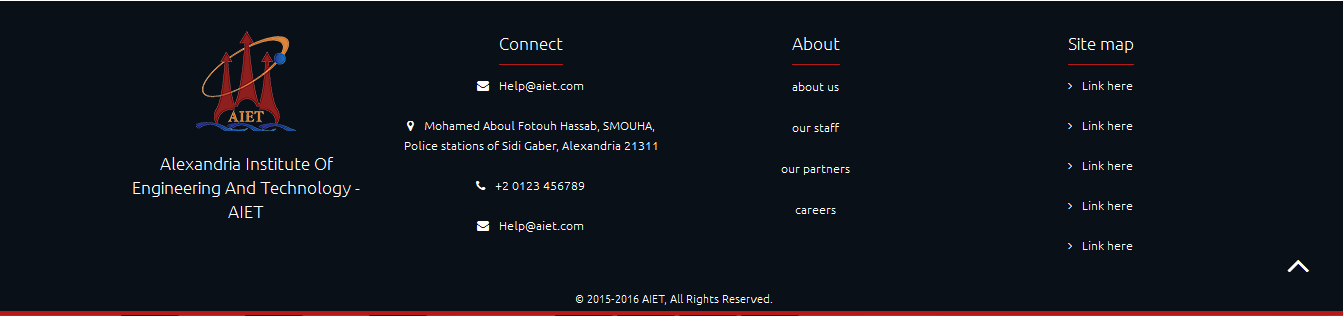 AIET
Alexandria Institute Of
Engineering And Technology -
AIET
Connect
Help@aiet.com
Mohamed Aboul Fotouh Hassab, SMOUHA,
Police stations of Sidi Gaber, Alexandria 21311
+2 0123 456789
Help@aiet.com
About
about us
our staff
our partners
careers
Site map
Link here
Link here
Link here
Link here
Link here
© 2015-2016 AIET, All Rights Reserved.